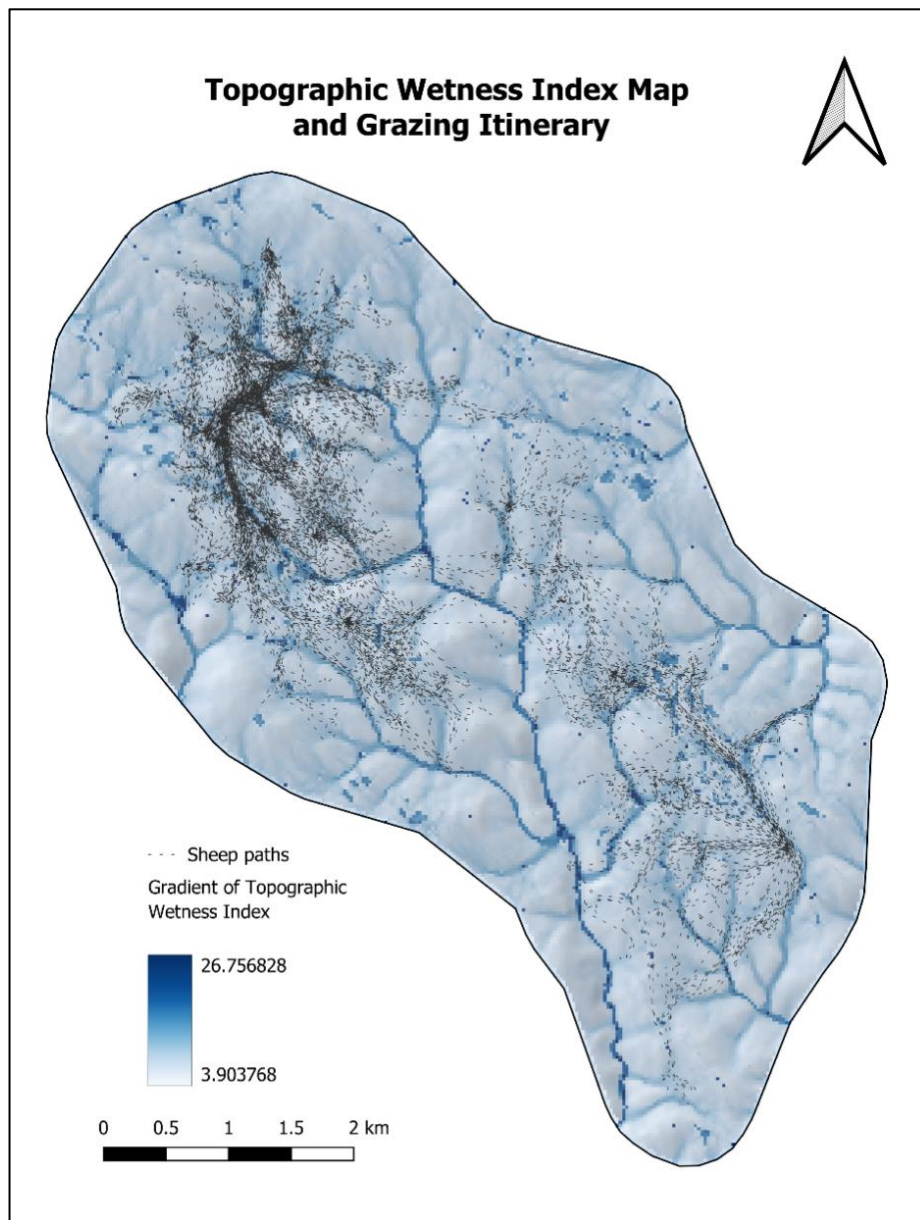 Topographic Wetness Index Map
and Grazing Itinerary
- - - Sheep paths
Gradient of Topographic
Wetness Index
26.756828
3.903768
0 0.5 1 1.5 2 km